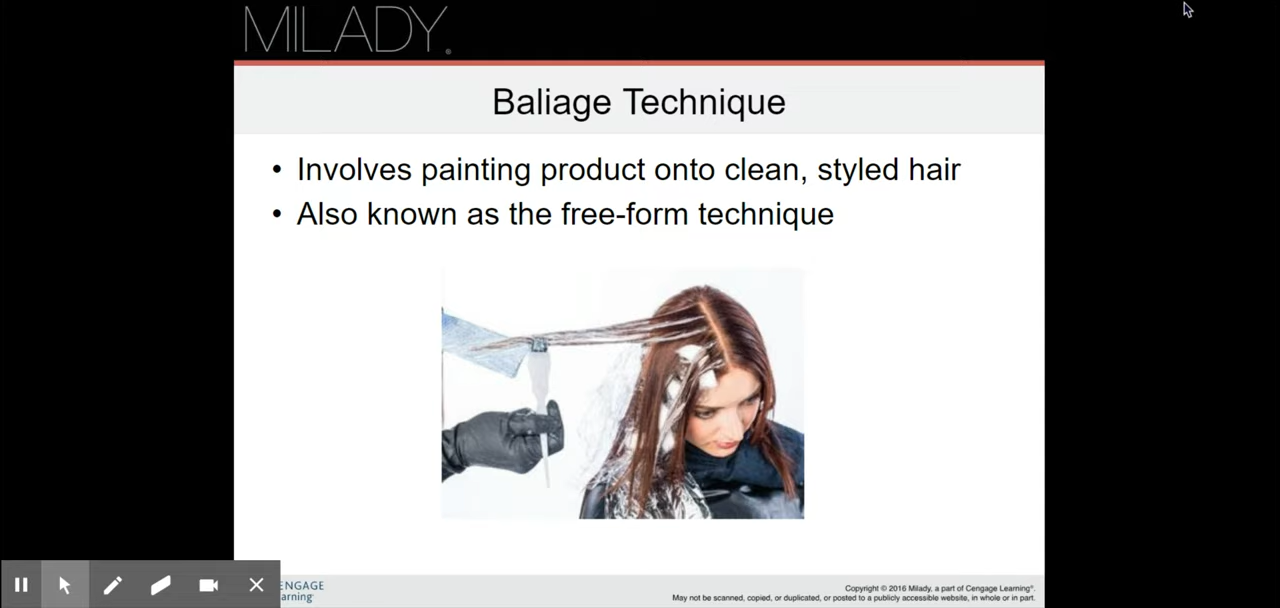 MILADY.
Baliage Technique
• Involves painting product onto clean, styled hair
• Also known as the free-form technique
ENGAGE
arning
Copyright © 2016 Milady, a part of Cengage Learning®.
May not be scanned, copied, or duplicated, or posted to a publicly accessible website, in whole or in part.